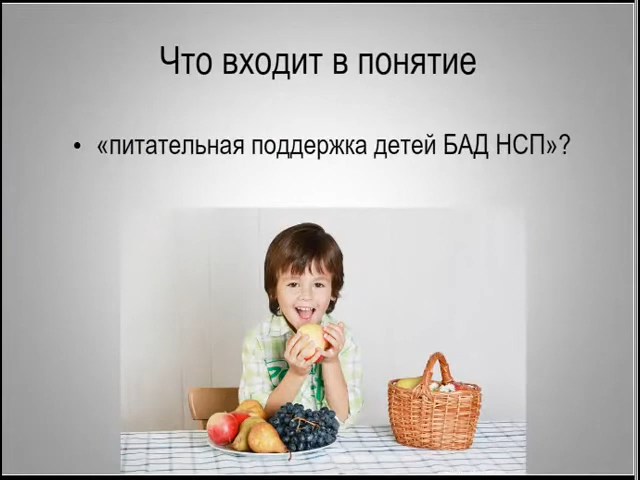 Что входит в понятие
• «питательная поддержка детей БАД НСП»?